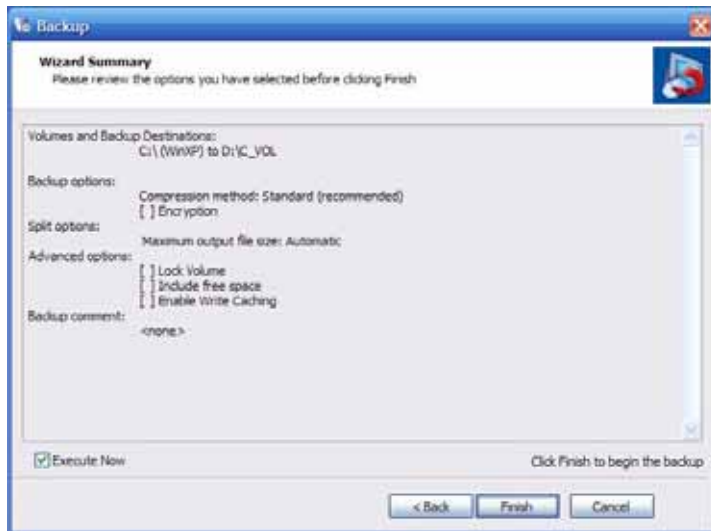 Backup
Wizard Summary
Please review the options you have selected before clicking Finish
Volumes and Backup Destinations:
C:\ (WinXP) to D:\C_VOL
Backup options:
Compression method: Standard (recommended)
[ ] Encryption
Split options:
Maximum output file size: Automatic
Advanced options:
[ ] Lock Volume
[ ] Include free space
[ ] Enable Write Caching
Backup comment:
<none>
Execute Now
Click Finish to begin the backup
< Back
Finish
Cancel